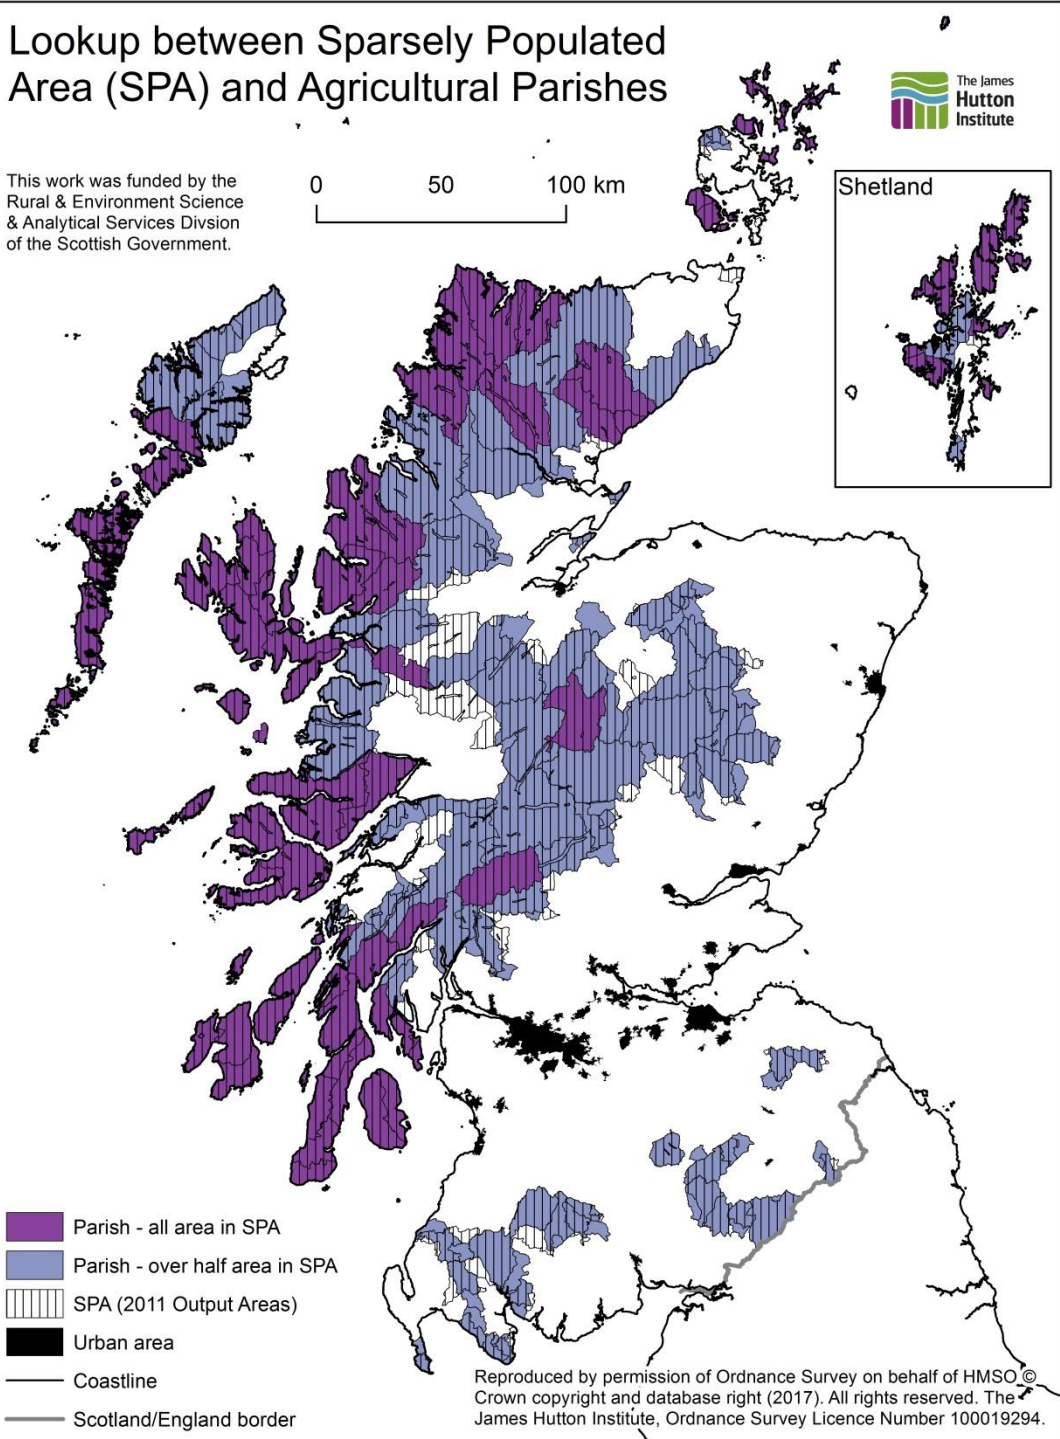 Lookup between Sparsely Populated
Area (SPA) and Agricultural Parishes
The James
Hutton
Institute
This work was funded by the
Rural & Environment Science
& Analytical Services Divsion
of the Scottish Government.
0 50 100 km
Shetland
Parish - all area in SPA
Parish - over half area in SPA
SPA (2011 Output Areas)
Urban area
Coastline
Scotland/England border
Reproduced by permission of Ordnance Survey on behalf of HMSO ©
Crown copyright and database right (2017). All rights reserved. The
James Hutton Institute, Ordnance Survey Licence Number 100019294.